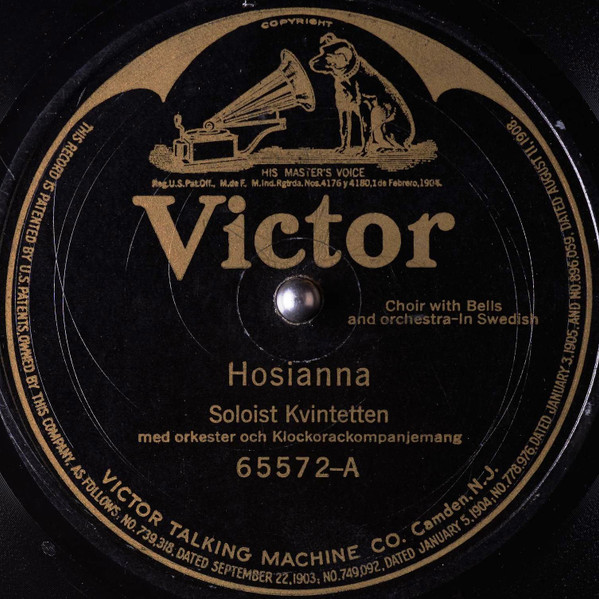 COPYRIGHT
HIS MASTER'S VOICE
Reg.U.S.Pat.Off., M.de F. M.Ind.Rgtrda.Nos.4176 y 4180,1 de Febrero,1908.
Victor
Choir with Bells
and orchestra-In Swedish
Hosianna
Soloist Kvintetten
med orkester och Klockorackompanjemang
65572-A
VICTOR TALKING MACHINE CO. Camden, N.J.
THIS RECORD IS PATENTED BY U.S. PATENTS, OWNED BY THIS COMPANY, AS FOLLOWS: NO. 739,318, DATED SEPTEMBER 22, 1903; NO. 749,092, DATED JANUARY 5, 1904, NO. 778,976, DATED JANUARY 3, 1905, AND NO. 896,059, DATED AUGUST 11, 1908.